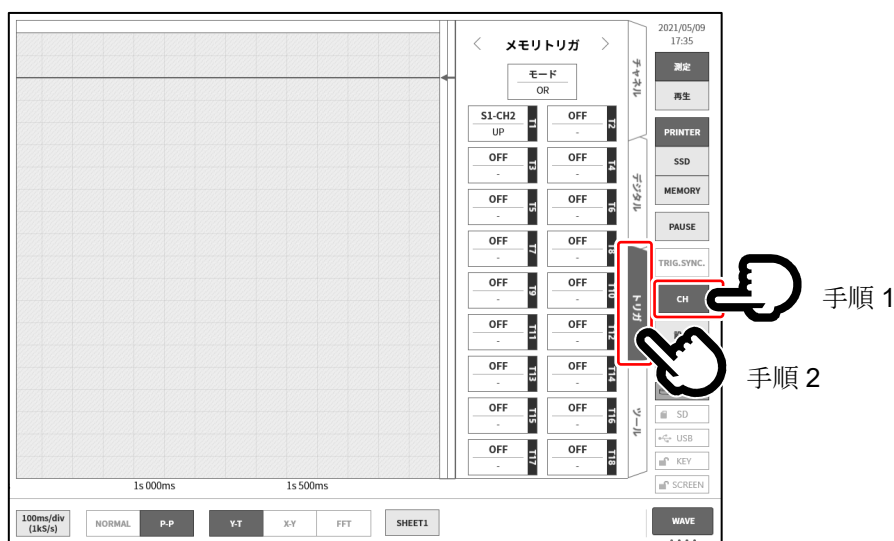 2021/05/09
17:35
メモリトリガ
モード
OR
S1-CH2
UP
T1
OFF
-
T2
OFF
-
T3
OFF
-
T4
OFF
-
T5
OFF
-
T6
OFF
-
T7
OFF
-
T8
OFF
-
T9
OFF
-
T10
OFF
-
T11
OFF
-
T12
OFF
-
T13
OFF
-
T14
OFF
-
T15
OFF
-
T16
OFF
-
T17
OFF
-
T18
チャネル
デジタル
トリガ
ツール
測定
再生
PRINTER
SSD
MEMORY
PAUSE
TRIG.SYNC.
CH
手順 1
手順 2
SD
USB
KEY
SCREEN
1s 000ms
1s 500ms
100ms/div
(1kS/s)
NORMAL
P-P
Y-T
X-Y
FFT
SHEET1
WAVE